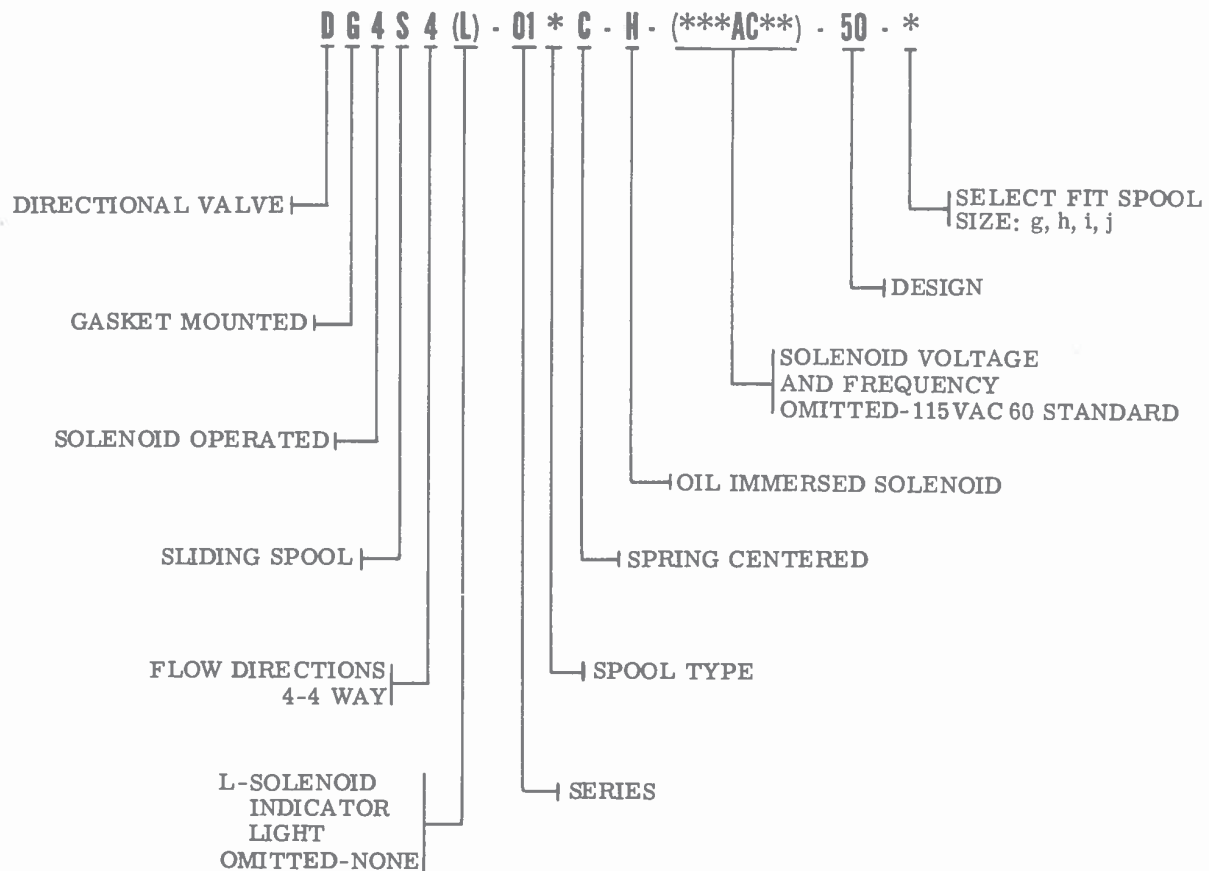 D G 4 S 4 (L) - 01 * C - H - (***AC**) - 50 - *
DIRECTIONAL VALVE
SELECT FIT SPOOL
SIZE: g, h, i, j
DESIGN
GASKET MOUNTED
SOLENOID VOLTAGE
AND FREQUENCY
OMITTED-115VAC 60 STANDARD
SOLENOID OPERATED
OIL IMMERSED SOLENOID
SLIDING SPOOL
SPRING CENTERED
FLOW DIRECTIONS
4-4 WAY
SPOOL TYPE
L-SOLENOID
INDICATOR
LIGHT
OMITTED-NONE
SERIES